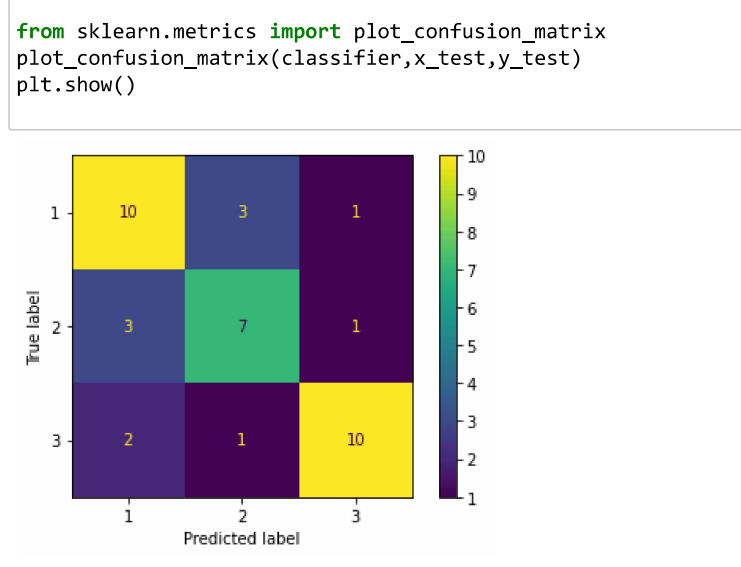 from sklearn.metrics import plot_confusion_matrix
plot_confusion_matrix(classifier,x_test,y_test)
plt.show()
10
9
8
7
6
5
4
3
2
1
True label
1 10 3 1
2 3 7 1
3 2 1 10
1 2 3
Predicted label